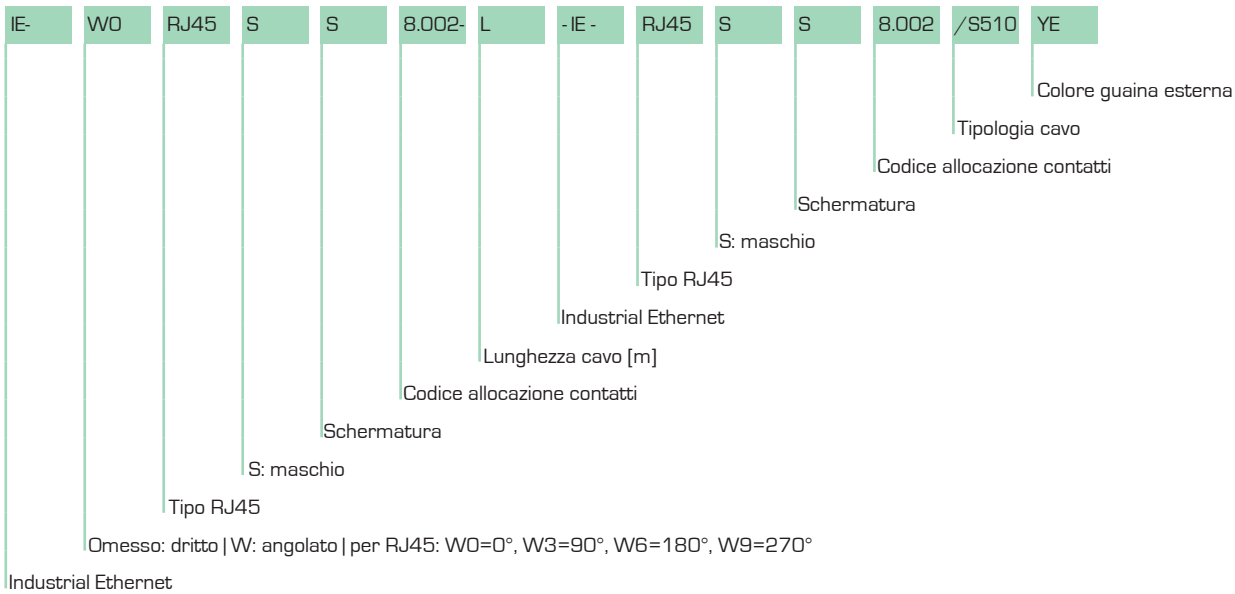 IE- W0 RJ45 S S 8.002- L -IE - RJ45 S S 8.002 /S510 YE
Colore guaina esterna
Tipologia cavo
Codice allocazione contatti
Schermatura
S: maschio
Tipo RJ45
Industrial Ethernet
Lunghezza cavo [m]
Codice allocazione contatti
Schermatura
S: maschio
Tipo RJ45
Omesso: dritto | W: angolato | per RJ45: W0=0°, W3=90°, W6=180°, W9=270°
Industrial Ethernet